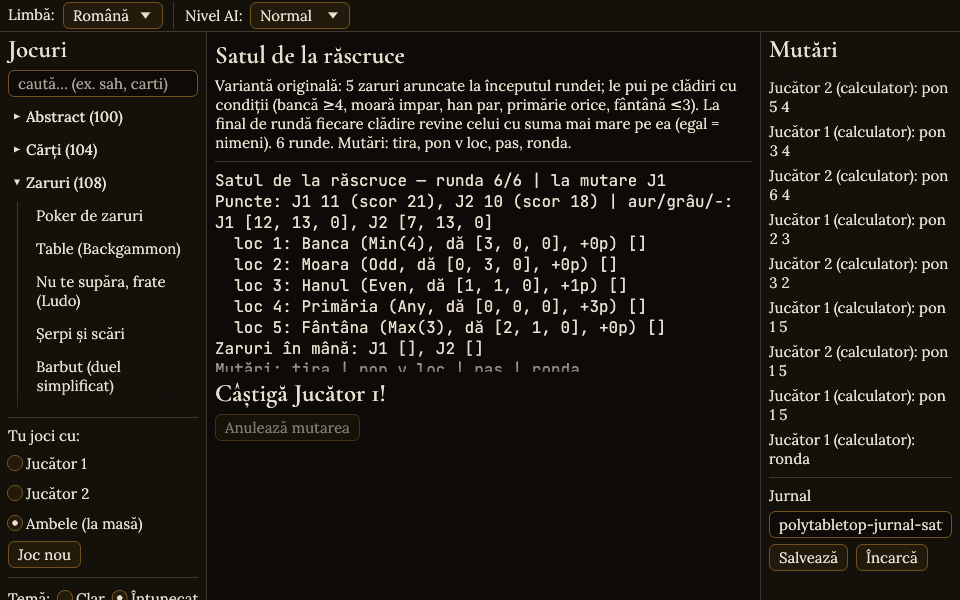 Limbă: Română ▼ Nivel AI: Normal ▼
Jocuri
caută... (ex. sah, carti)
▸ Abstract (100)
▸ Cărți (104)
▾ Zaruri (108)
Poker de zaruri
Table (Backgammon)
Nu te supăra, frate
(Ludo)
Șerpi și scări
Barbut (duel
simplificat)
Tu joci cu:
Jucător 1
Jucător 2
Ambele (la masă)
Joc nou
Temă: Clar Întunecat
Satul de la răscruce
Variantă originală: 5 zaruri aruncate la începutul rundei; le pui pe clădiri cu
condiții (bancă ≥4, moară impar, han par, primărie orice, fântână ≤3). La
final de rundă fiecare clădire revine celui cu suma mai mare pe ea (egal =
nimeni). 6 runde. Mutări: tira, pon v loc, pas, ronda.
Satul de la răscruce — runda 6/6 | la mutare J1
Puncte: J1 11 (scor 21), J2 10 (scor 18) | aur/grâu/-:
J1 [12, 13, 0], J2 [7, 13, 0]
loc 1: Banca (Min(4), dă [3, 0, 0], +0p) []
loc 2: Moara (Odd, dă [0, 3, 0], +0p) []
loc 3: Hanul (Even, dă [1, 1, 0], +1p) []
loc 4: Primăria (Any, dă [0, 0, 0], +3p) []
loc 5: Fântâna (Max(3), dă [2, 1, 0], +0p) []
Zaruri în mână: J1 [], J2 []
Mutări: tira | pon v loc | pas | ronda
Câștigă Jucător 1!
Anulează mutarea
Mutări
Jucător 2 (calculator): pon
5 4
Jucător 1 (calculator): pon
3 4
Jucător 2 (calculator): pon
6 4
Jucător 1 (calculator): pon
2 3
Jucător 2 (calculator): pon
3 2
Jucător 1 (calculator): pon
1 5
Jucător 2 (calculator): pon
1 5
Jucător 1 (calculator): pon
1 5
Jucător 1 (calculator):
ronda
Jurnal
polytabletop-jurnal-sat
Salvează Încarcă